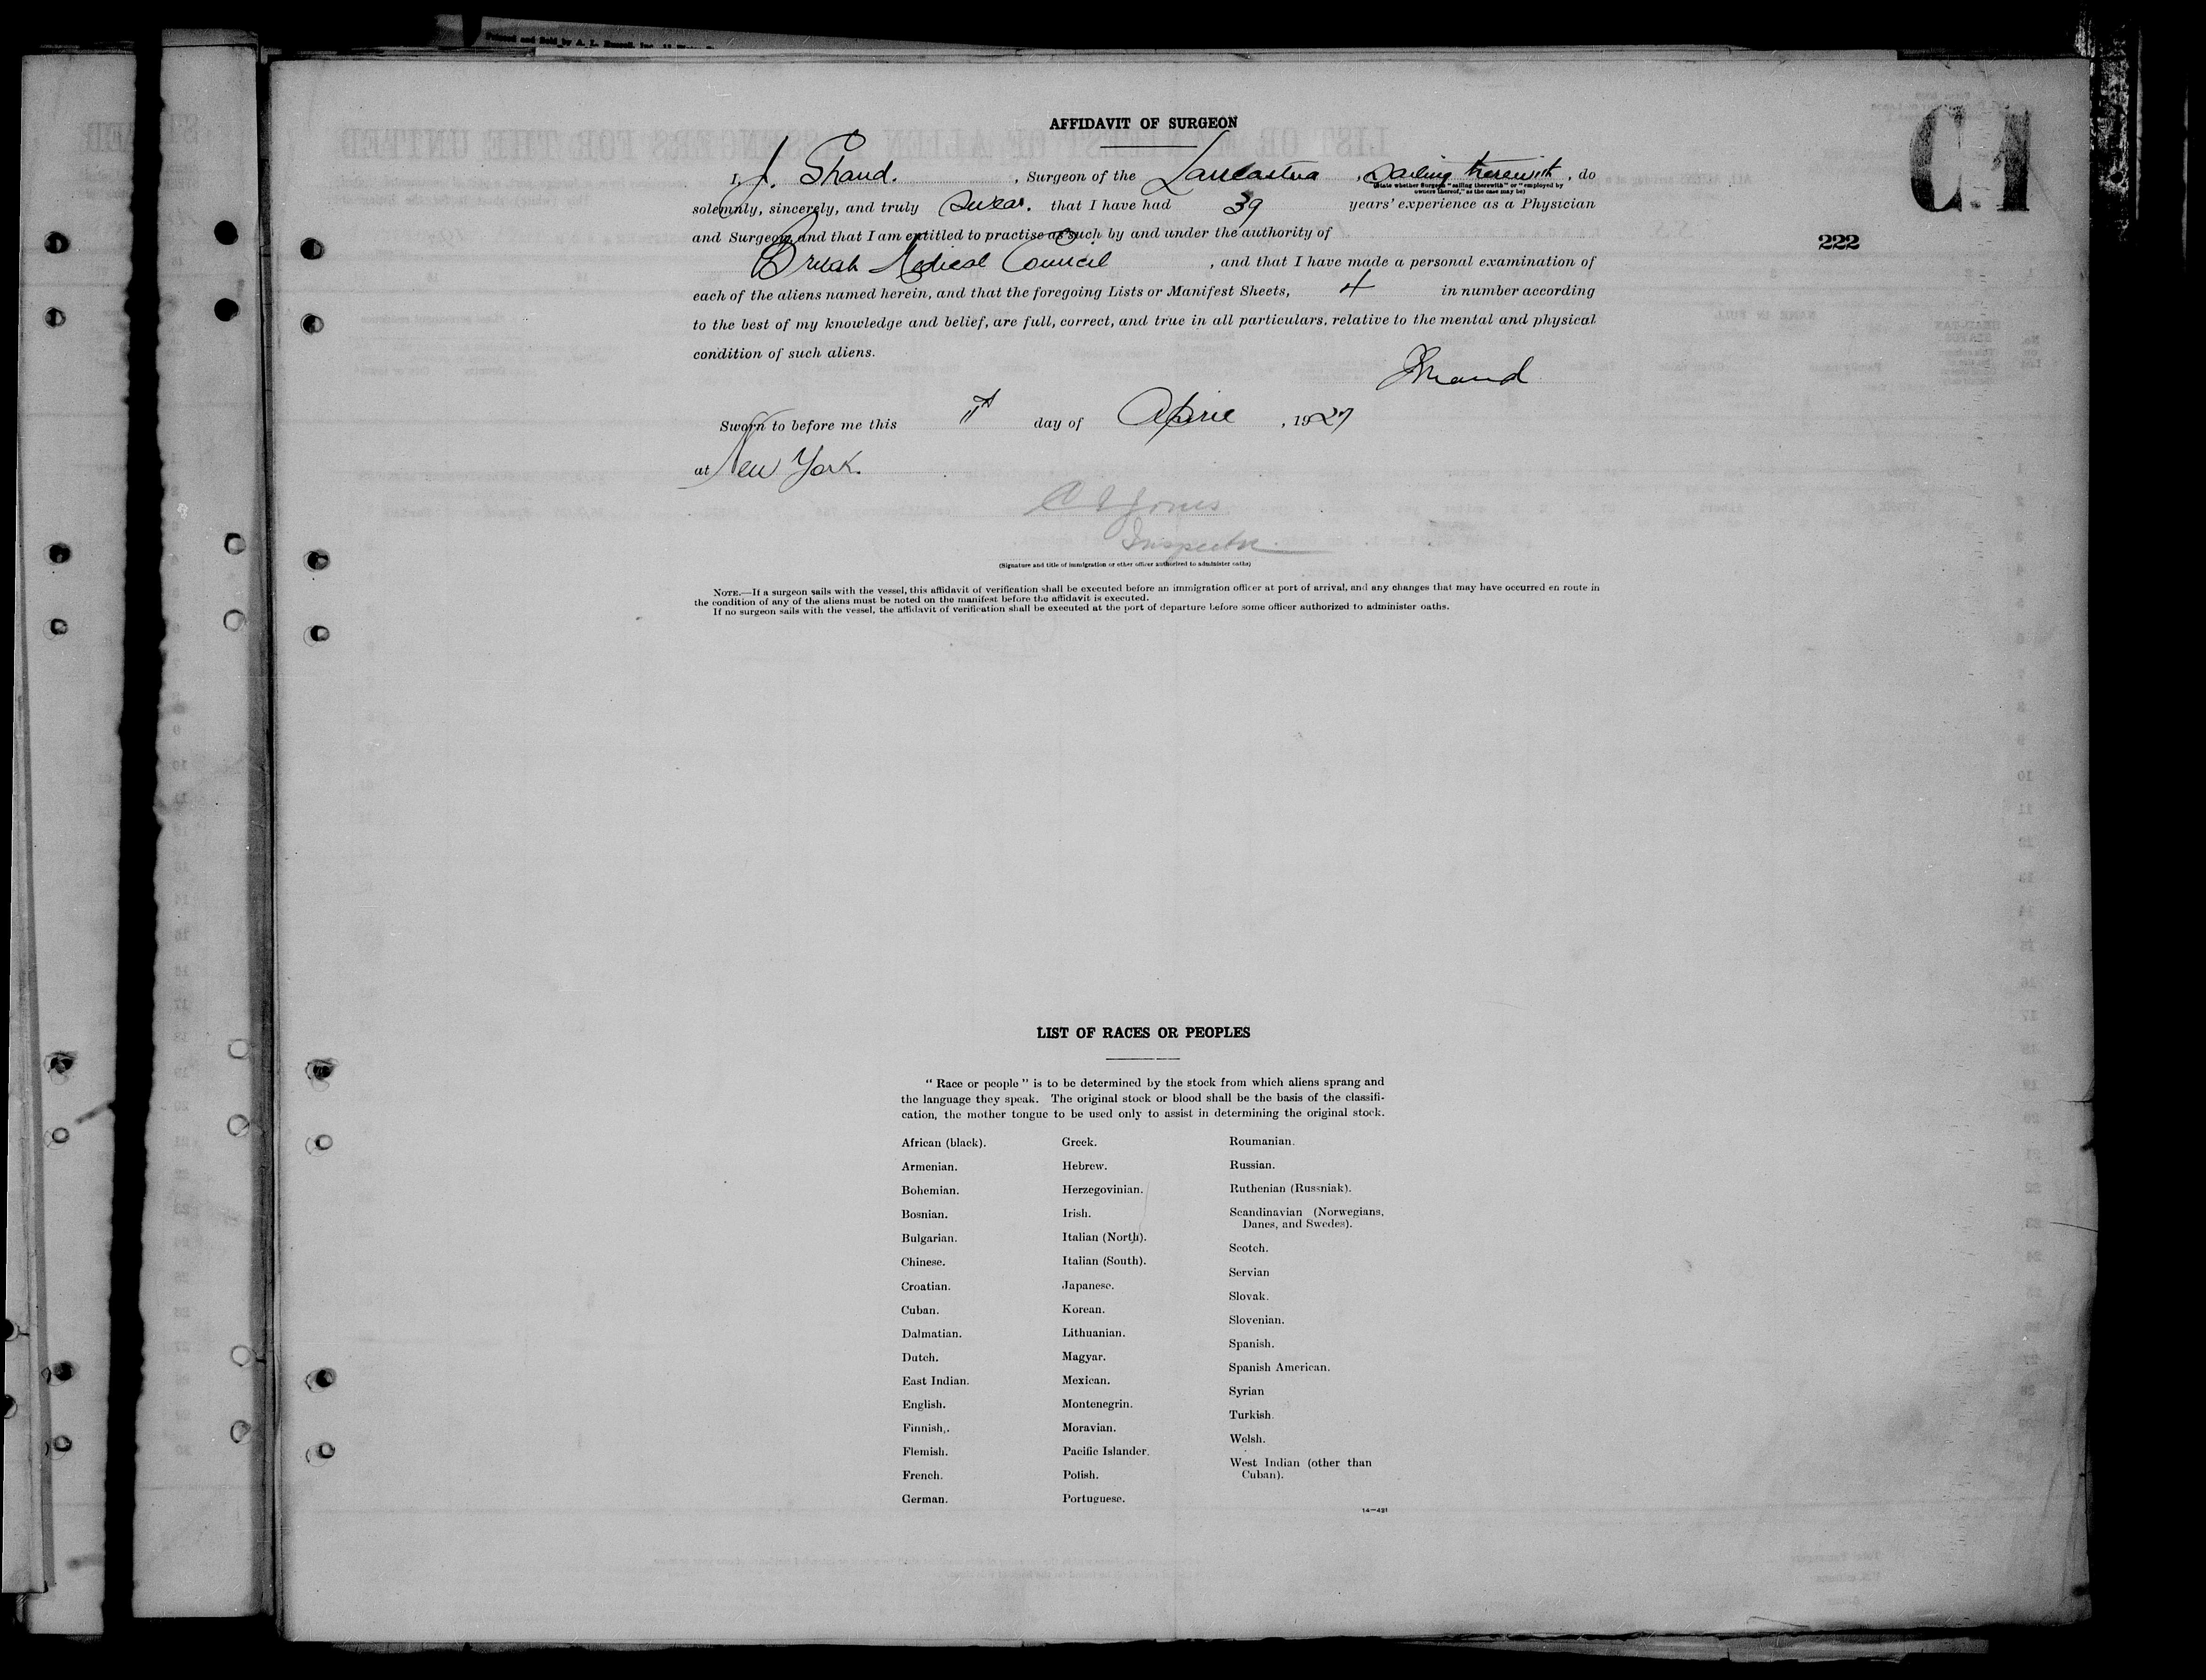 AFFIDAVIT OF SURGEON
C1
I, J. Shand. , Surgeon of the Lancastria , Sailing therewith , do
(State whether Surgeon "sailing therewith" or "employed by
owners thereof," as the case may be)
solemnly, sincerely, and truly swear. that I have had 39 years' experience as a Physician
and Surgeon, and that I am entitled to practise as such by and under the authority of
222
British Medical Council , and that I have made a personal examination of
each of the aliens named herein, and that the foregoing Lists or Manifest Sheets, 4 in number according
to the best of my knowledge and belief, are full, correct, and true in all particulars, relative to the mental and physical
condition of such aliens.
JShand
Sworn to before me this day of April , 1927
at New York.
Jones
Inspector
(Signature and title of immigration or other officer authorized to administer oaths)
NOTE.—If a surgeon sails with the vessel, this affidavit of verification shall be executed before an immigration officer at port of arrival, and any changes that may have occurred en route in
the condition of any of the aliens must be noted on the manifest before the affidavit is executed.
If no surgeon sails with the vessel, the affidavit of verification shall be executed at the port of departure before some officer authorized to administer oaths.
LIST OF RACES OR PEOPLES
"Race or people" is to be determined by the stock from which aliens sprang and
the language they speak. The original stock or blood shall be the basis of the classifi-
cation, the mother tongue to be used only to assist in determining the original stock.
African (black).
Armenian.
Bohemian.
Bosnian.
Bulgarian.
Chinese.
Croatian.
Cuban.
Dalmatian.
Dutch.
East Indian.
English.
Finnish.
Flemish.
French.
German.
Greek.
Hebrew.
Herzegovinian.
Irish.
Italian (North).
Italian (South).
Japanese.
Korean.
Lithuanian.
Magyar.
Mexican.
Montenegrin.
Moravian.
Pacific Islander.
Polish.
Portuguese.
Roumanian.
Russian.
Ruthenian (Russniak).
Scandinavian (Norwegians,
Danes, and Swedes).
Scotch.
Servian
Slovak.
Slovenian.
Spanish.
Spanish American.
Syrian
Turkish.
Welsh.
West Indian (other than
Cuban).
14—421